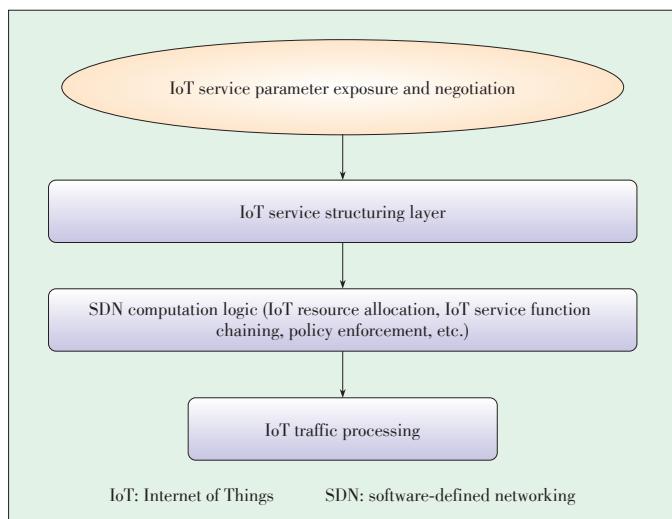 IoT service parameter exposure and negotiation
IoT service structuring layer
SDN computation logic (IoT resource allocation, IoT service function
chaining, policy enforcement, etc.)
IoT traffic processing
IoT: Internet of Things SDN: software-defined networking